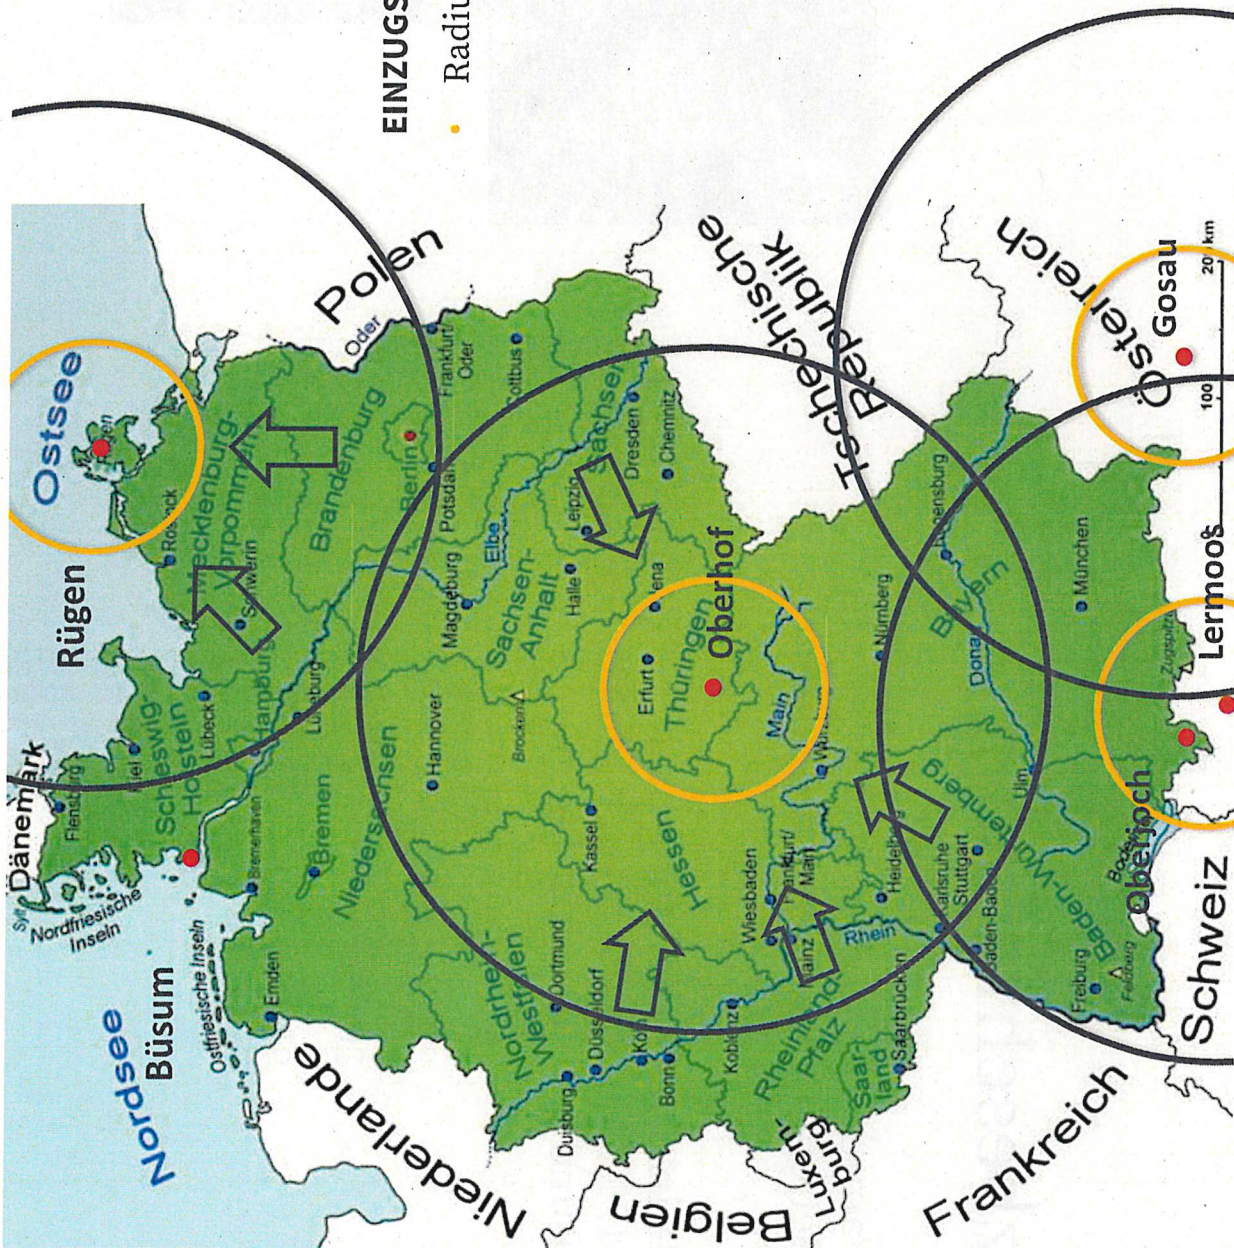 EINZUGS
• Radiu
Dänemark
Sylt
Flensburg
Nordfriesische
Inseln
Nordsee
Büsum
Ostsee
Rügen
Kiel
Schleswig-
Holstein
Lübeck
Hamburg
Rostock
Mecklenburg-
Vorpommern
Schwerin
Lüneburg
Ostfriesische Inseln
Emden
Bremerhaven
Bremen
Niedersachsen
Hannover
Niederlande
Polen
Oder
Brandenburg
Berlin
Potsdam
Frankfurt/
Oder
Cottbus
Magdeburg
Elbe
Sachsen-
Anhalt
Halle
Leipzig
Sachsen
Dresden
Chemnitz
Brocken
Nordrhein-
Westfalen
Dortmund
Duisburg
Düsseldorf
Köln
Bonn
Belgien
Kassel
Hessen
Erfurt
Jena
Thüringen
Oberhof
Tschechische
Republik
Koblenz
Rheinland-
Pfalz
Luxem-
burg
Saar-
land
Saarbrücken
Wiesbaden
Mainz
Frankfurt/
Main
Rhein
Main
Nürnberg
Heidelberg
Karlsruhe
Stuttgart
Baden-Baden
Baden-Württemberg
Ulm
Freiburg
Feldberg
Frankreich
Schweiz
Oberjoch
Donau
Regensburg
Bayern
München
Zugspitze
Lermoos
Österreich
Gosau
100
km